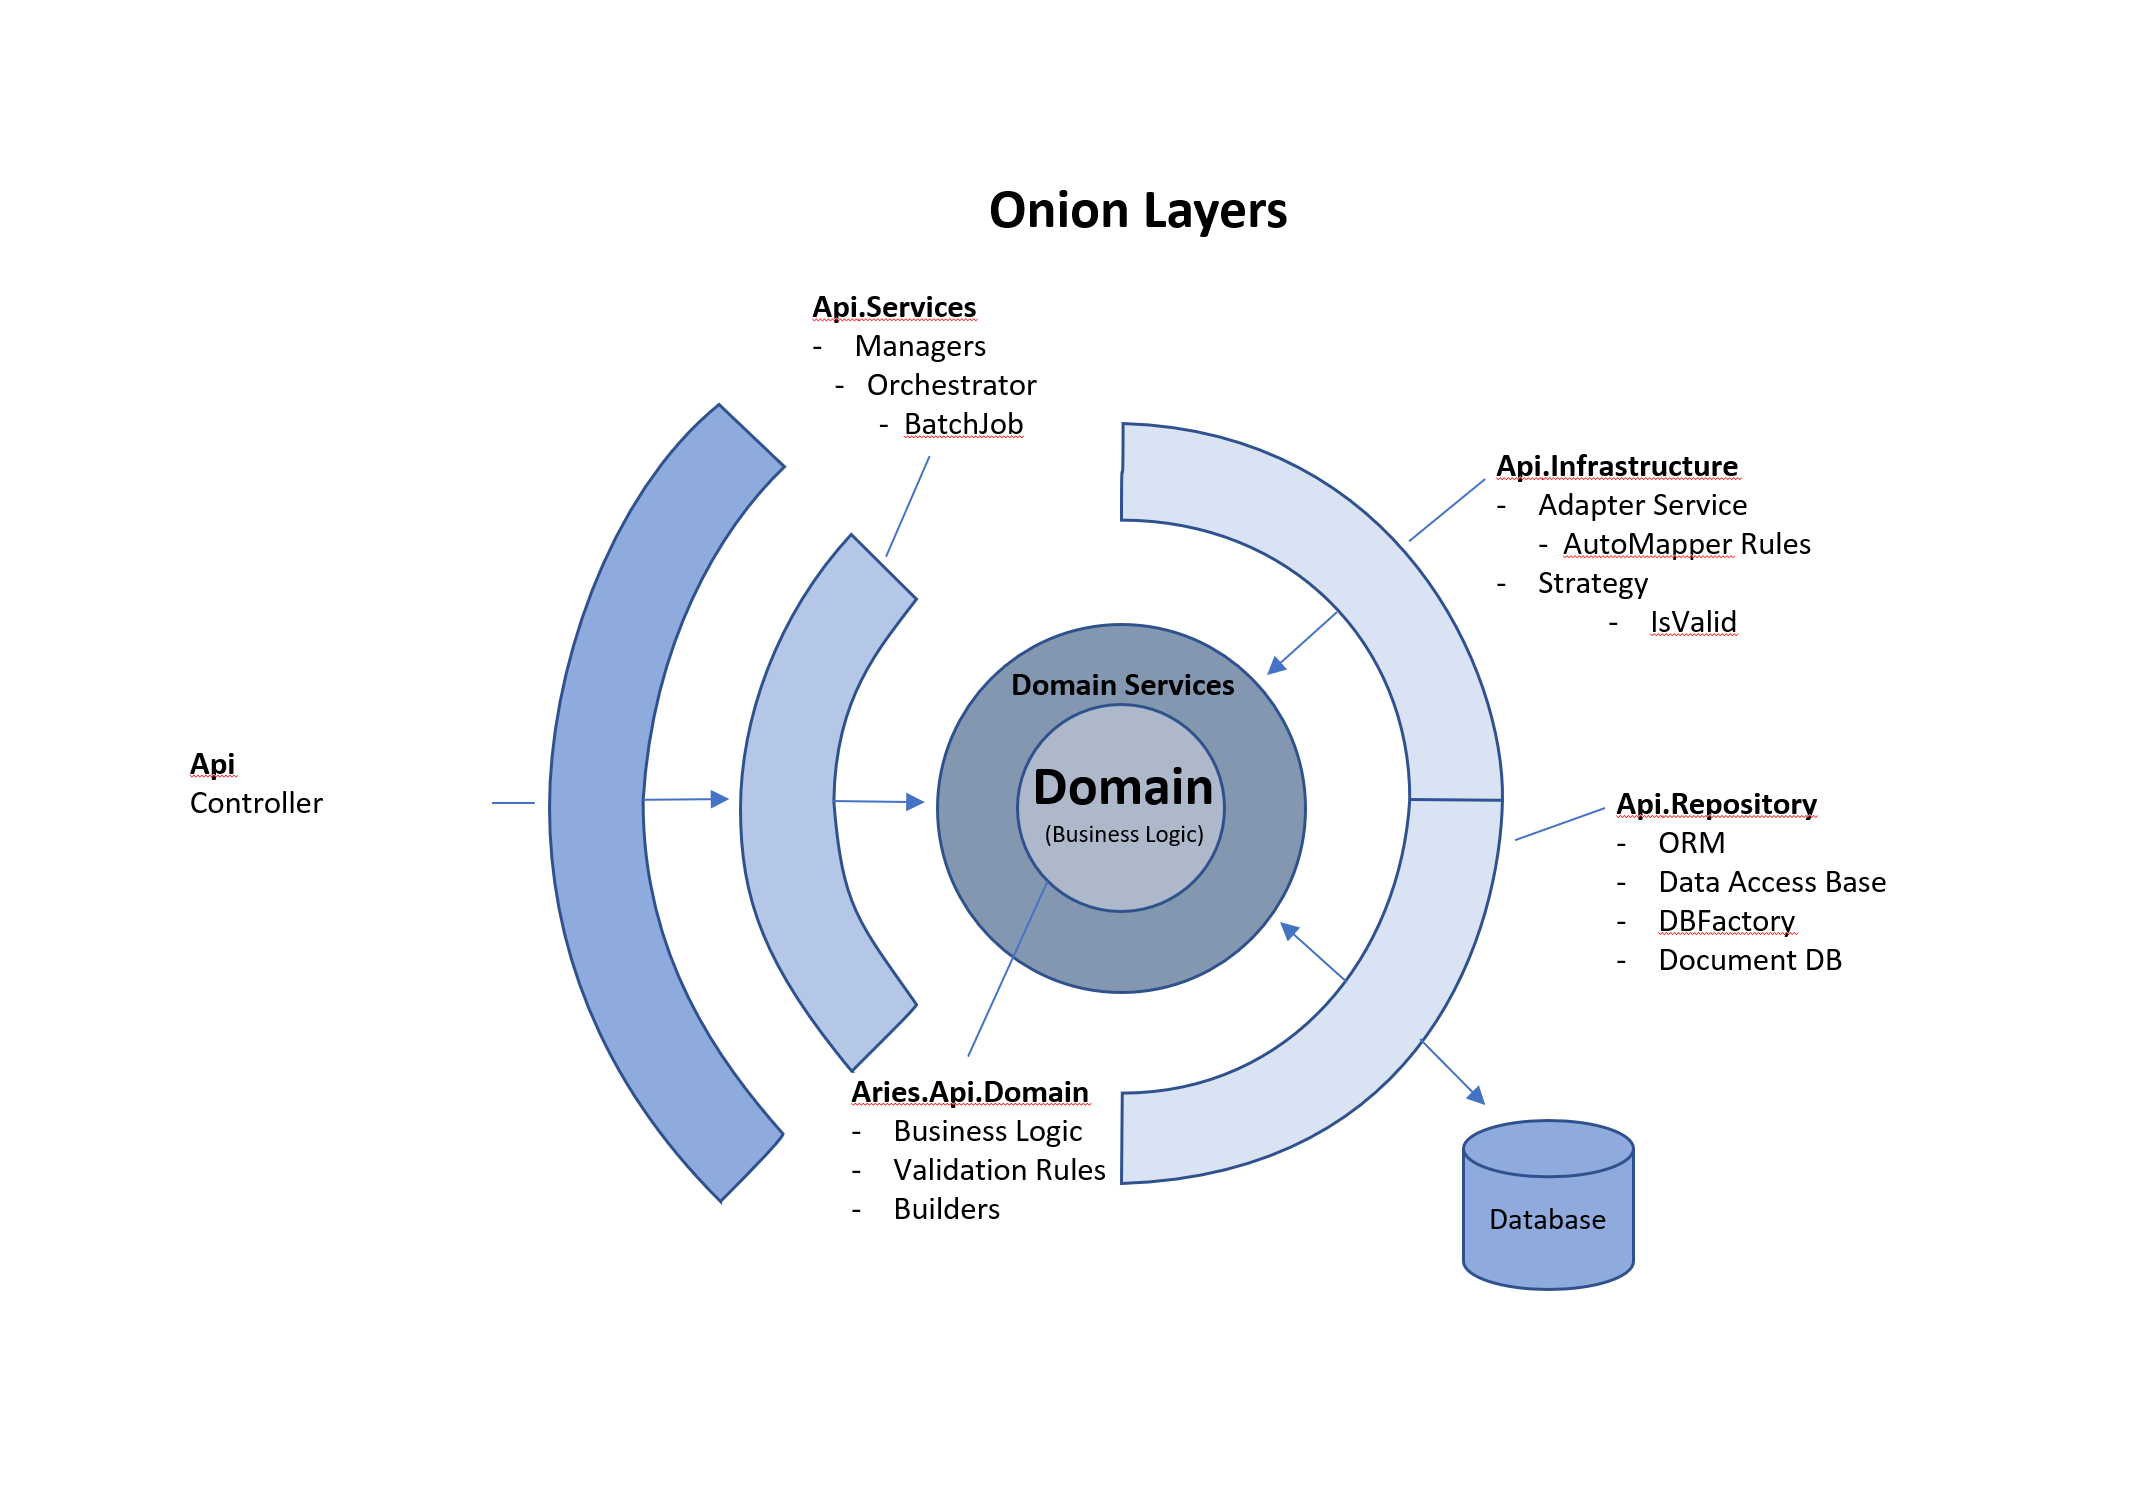 Onion Layers
Api.Services
- Managers
- Orchestrator
- BatchJob
Api.Infrastructure
- Adapter Service
- AutoMapper Rules
- Strategy
- IsValid
Domain Services
Domain
(Business Logic)
Api
Controller
Api.Repository
- ORM
- Data Access Base
- DBFactory
- Document DB
Aries.Api.Domain
- Business Logic
- Validation Rules
- Builders
Database